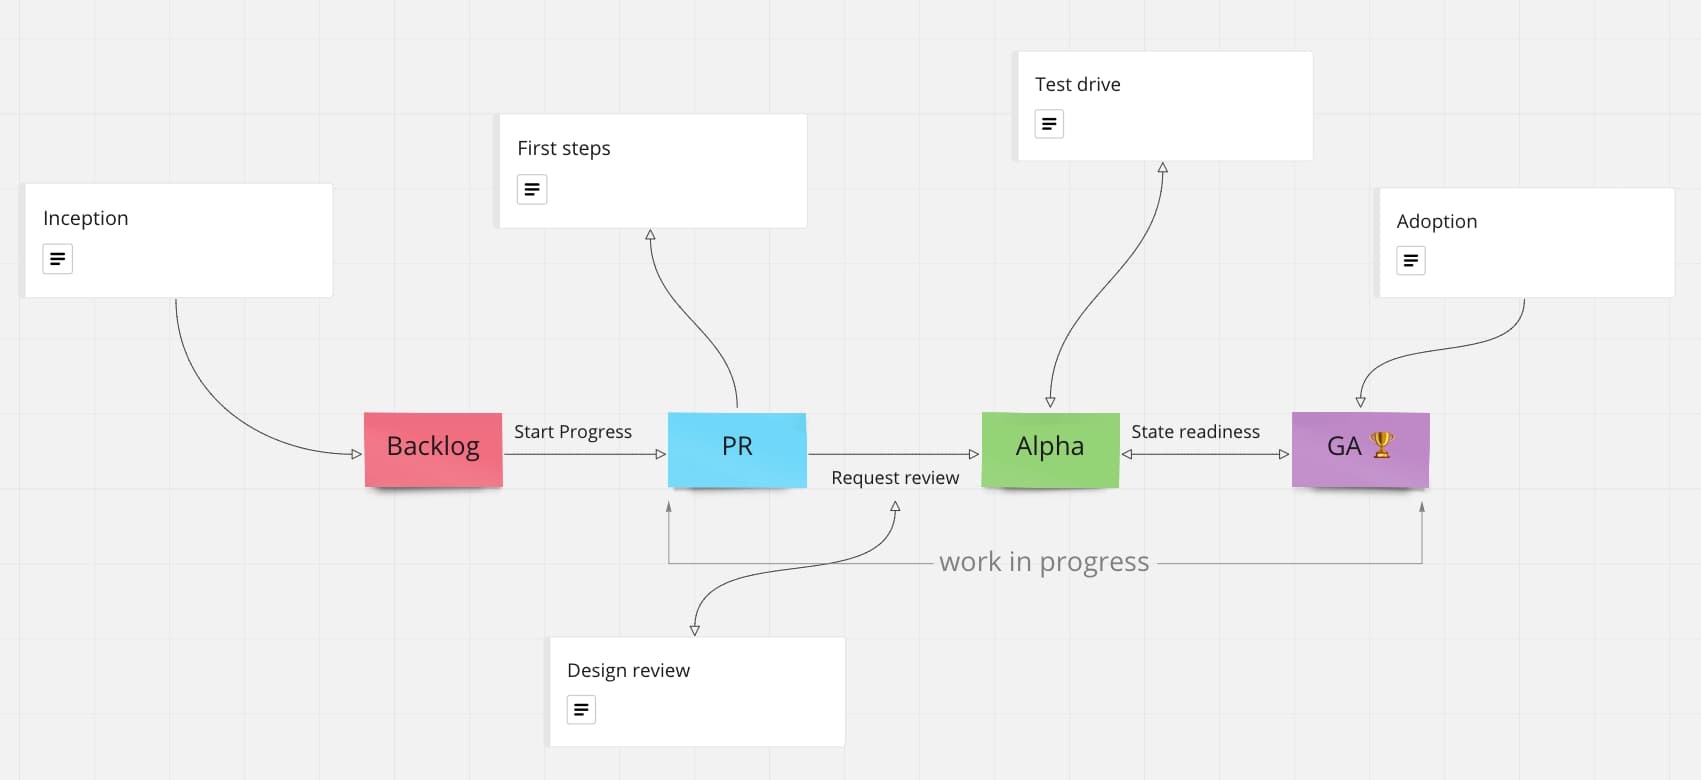 Test drive
First steps
Inception
Adoption
Backlog
Start Progress
PR
Request review
Alpha
State readiness
GA 🏆
work in progress
Design review